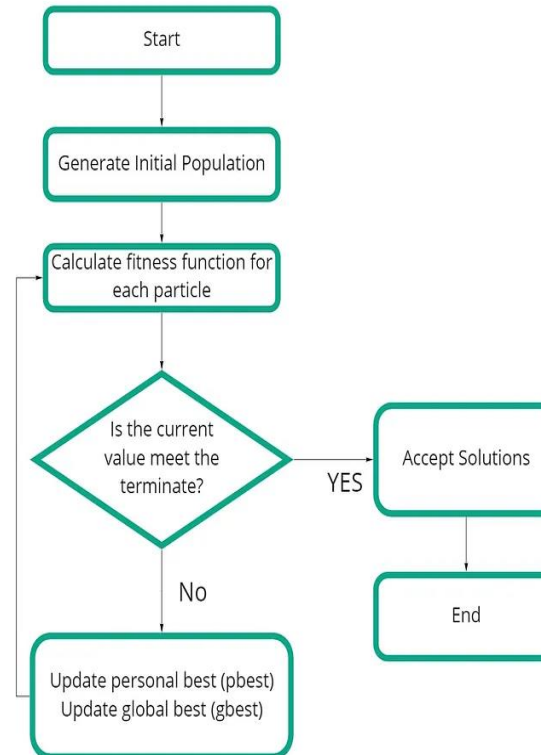 Start
Generate Initial Population
Calculate fitness function for
each particle
Is the current
value meet the
terminate?
YES
Accept Solutions
No
End
Update personal best (pbest)
Update global best (gbest)